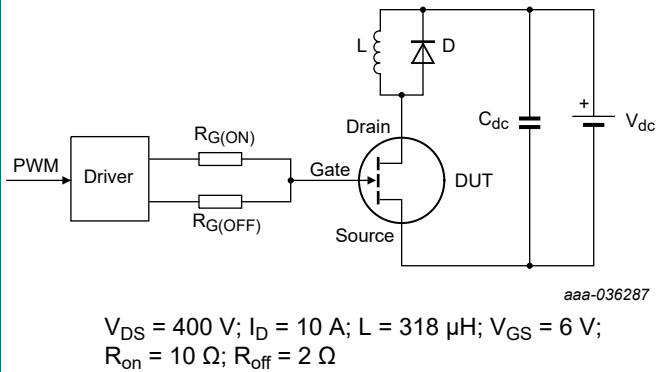 L
D
Drain
C_dc
+
V_dc
R_G(ON)
PWM
Driver
Gate
DUT
R_G(OFF)
Source
aaa-036287
V_DS = 400 V; I_D = 10 A; L = 318 μH; V_GS = 6 V;
R_on = 10 Ω; R_off = 2 Ω